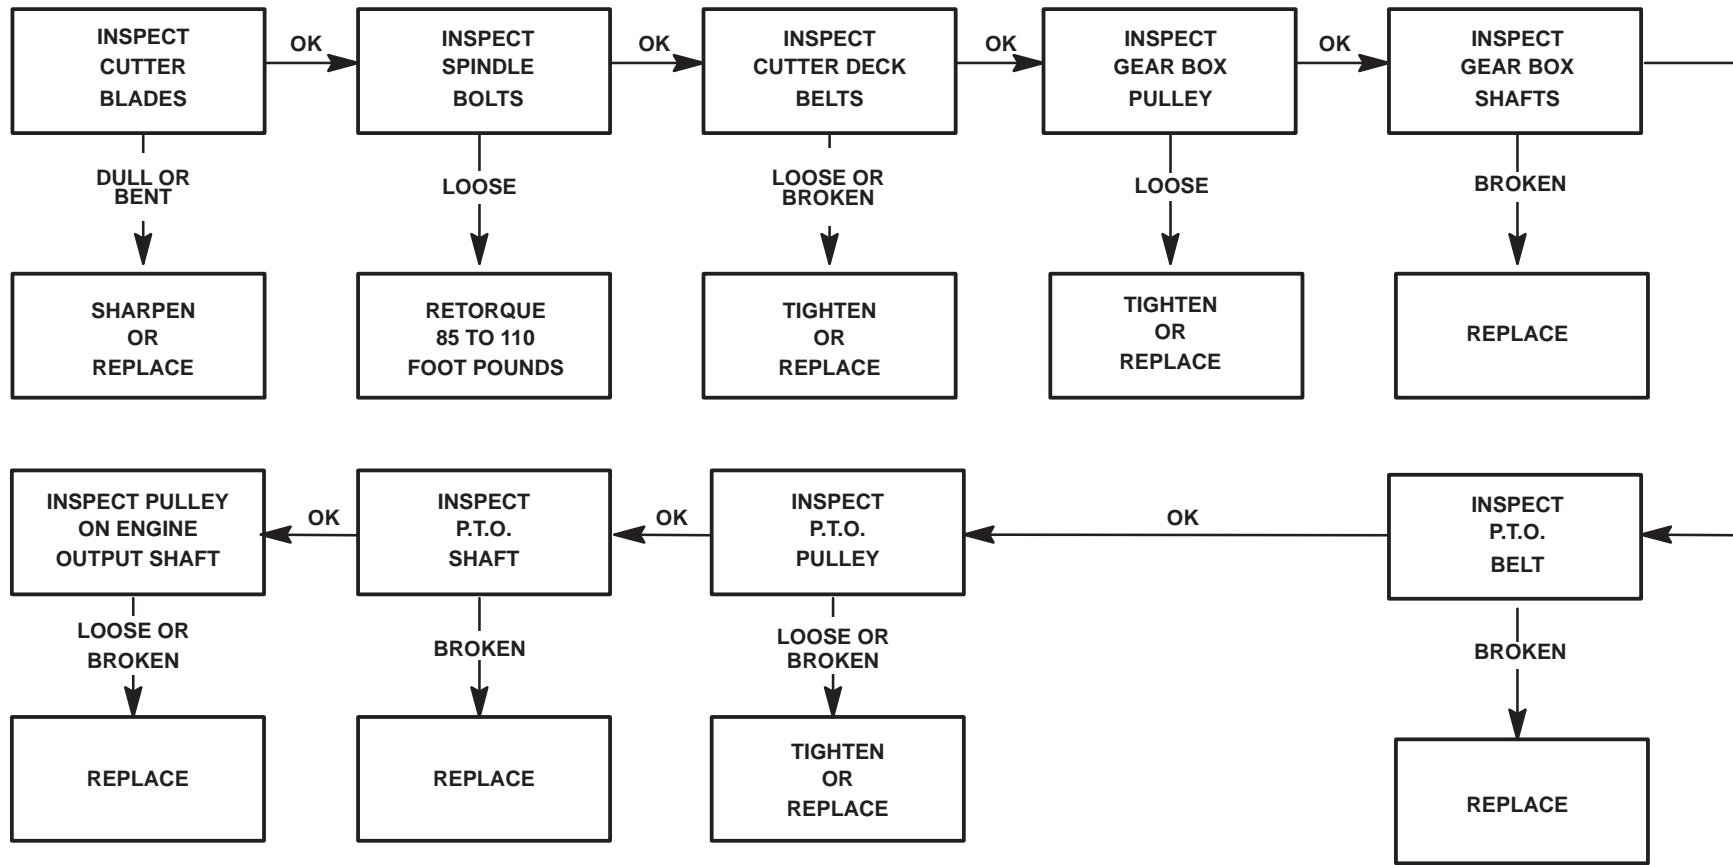 INSPECT
CUTTER
BLADES
OK
INSPECT
SPINDLE
BOLTS
OK
INSPECT
CUTTER DECK
BELTS
OK
INSPECT
GEAR BOX
PULLEY
OK
INSPECT
GEAR BOX
SHAFTS
DULL OR
BENT
LOOSE
LOOSE OR
BROKEN
LOOSE
BROKEN
SHARPEN
OR
REPLACE
RETORQUE
85 TO 110
FOOT POUNDS
TIGHTEN
OR
REPLACE
TIGHTEN
OR
REPLACE
REPLACE
INSPECT PULLEY
ON ENGINE
OUTPUT SHAFT
OK
INSPECT
P.T.O.
SHAFT
OK
INSPECT
P.T.O.
PULLEY
OK
INSPECT
P.T.O.
BELT
LOOSE OR
BROKEN
BROKEN
LOOSE OR
BROKEN
BROKEN
REPLACE
REPLACE
TIGHTEN
OR
REPLACE
REPLACE